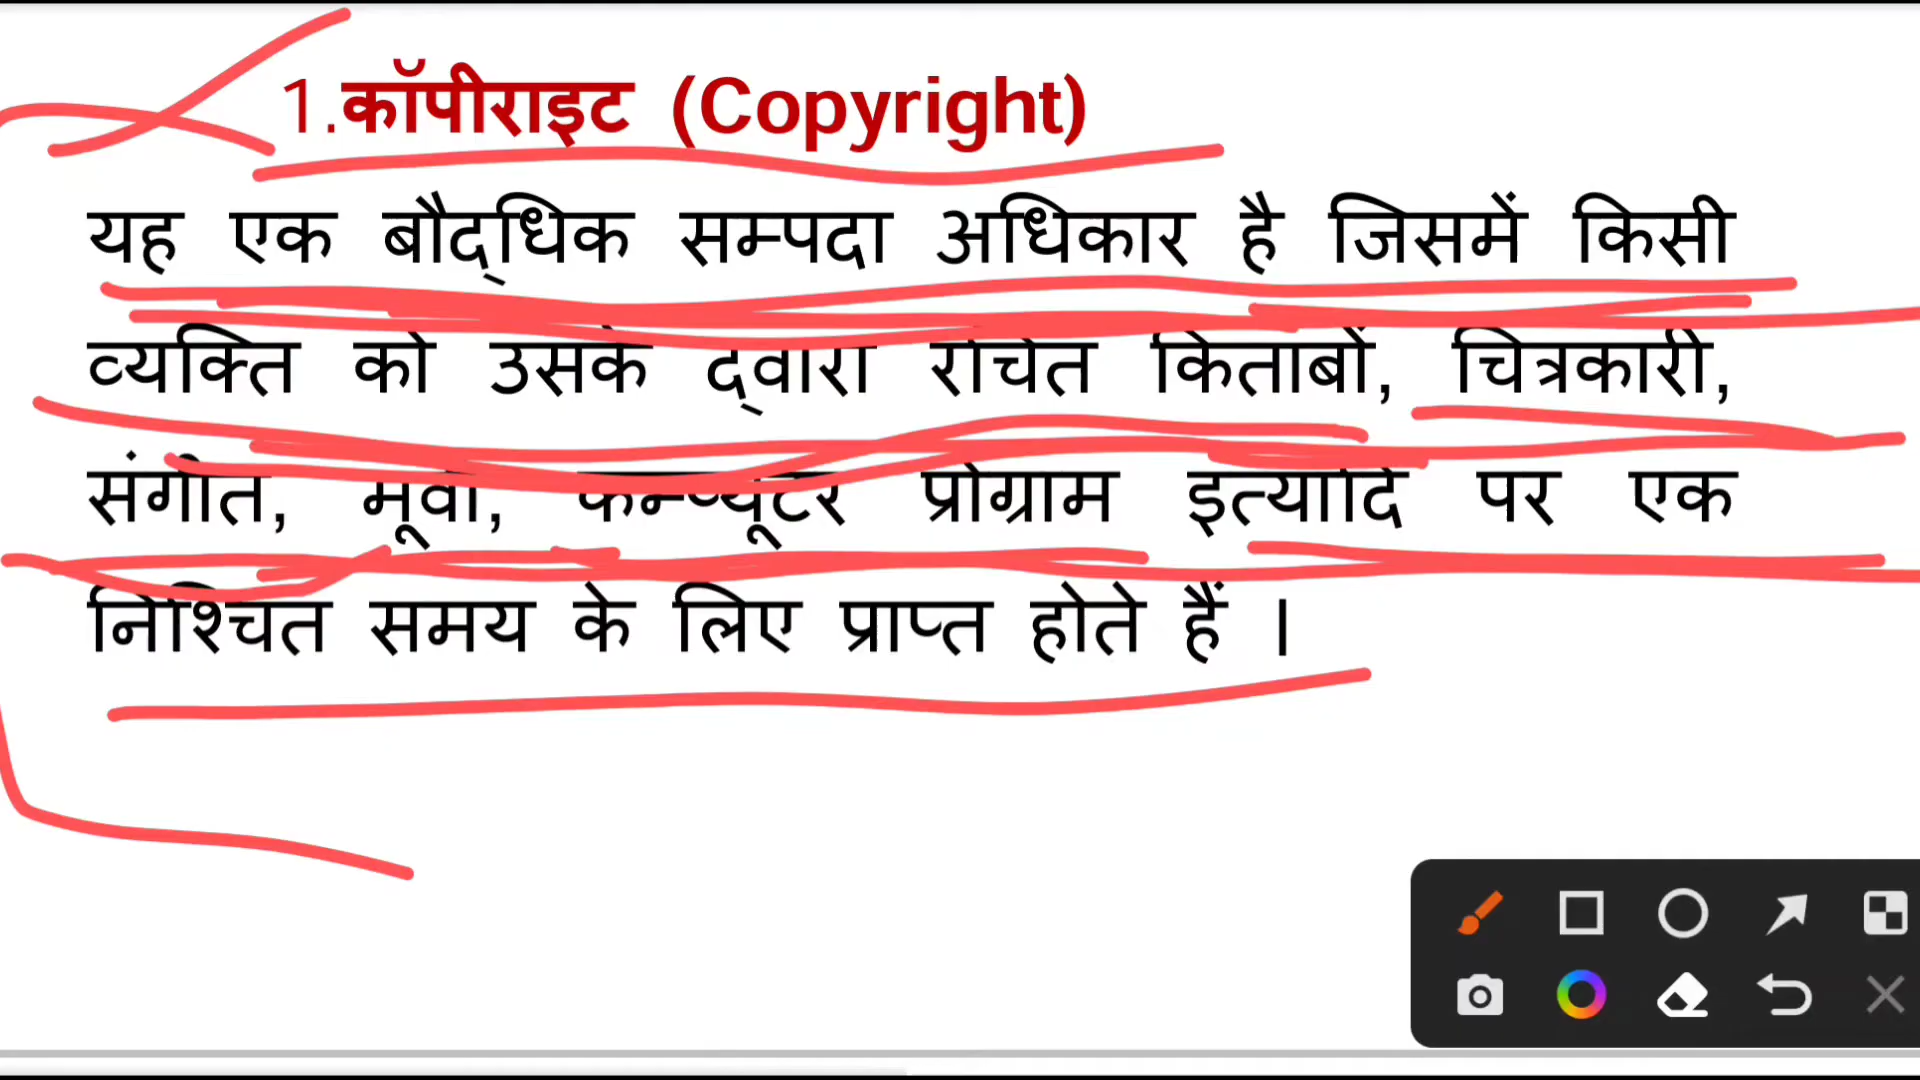 1.कॉपीराइट (Copyright)
यह एक बौद्धिक सम्पदा अधिकार है जिसमें किसी
व्यक्ति को उसके द्वारा रचित किताबों, चित्रकारी,
संगीत, मूवी, कम्प्यूटर प्रोग्राम इत्यादि पर एक
निश्चित समय के लिए प्राप्त होते हैं ।